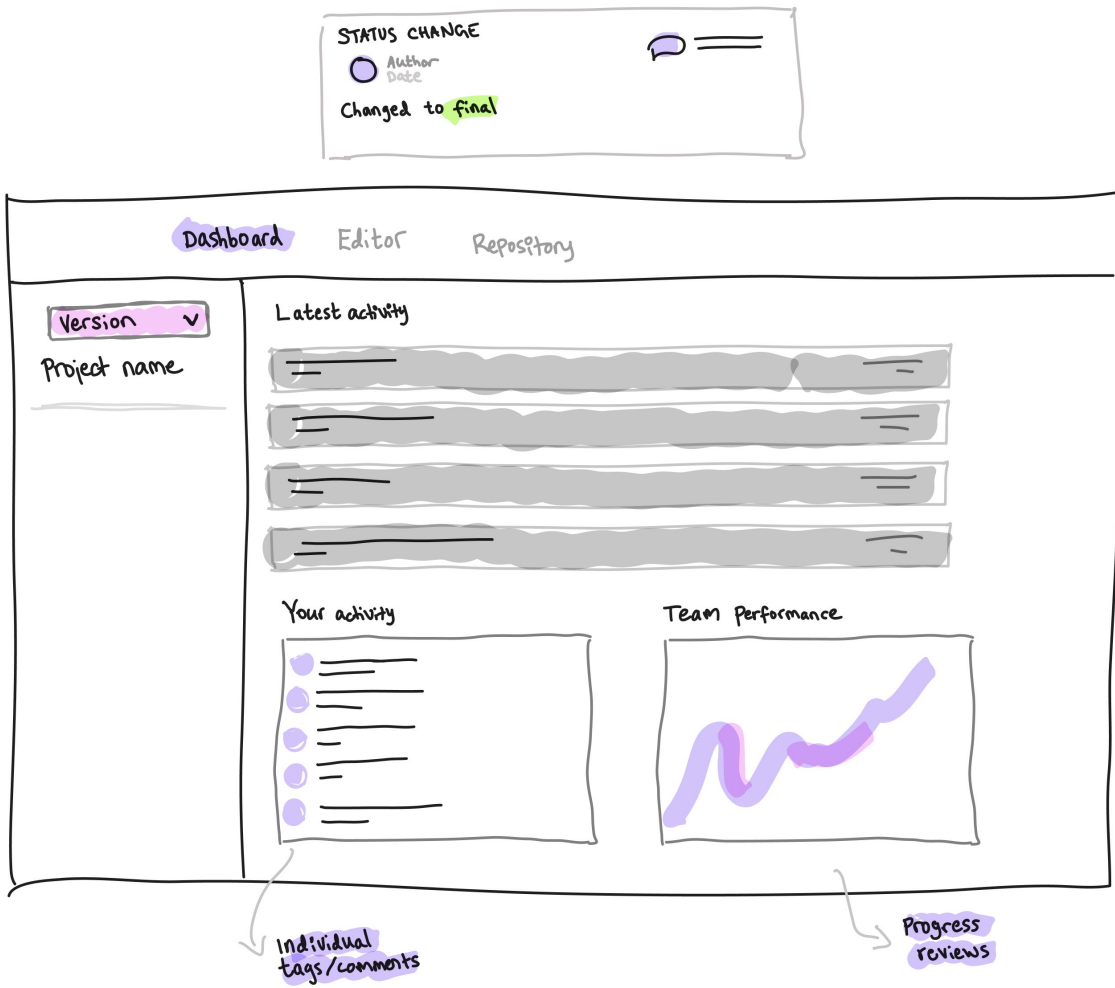 STATUS CHANGE
Author
Date
Changed to final
Dashboard Editor Repository
Version
Project name
Latest activity
Your activity
Team Performance
Individual
tags/comments
Progress
reviews